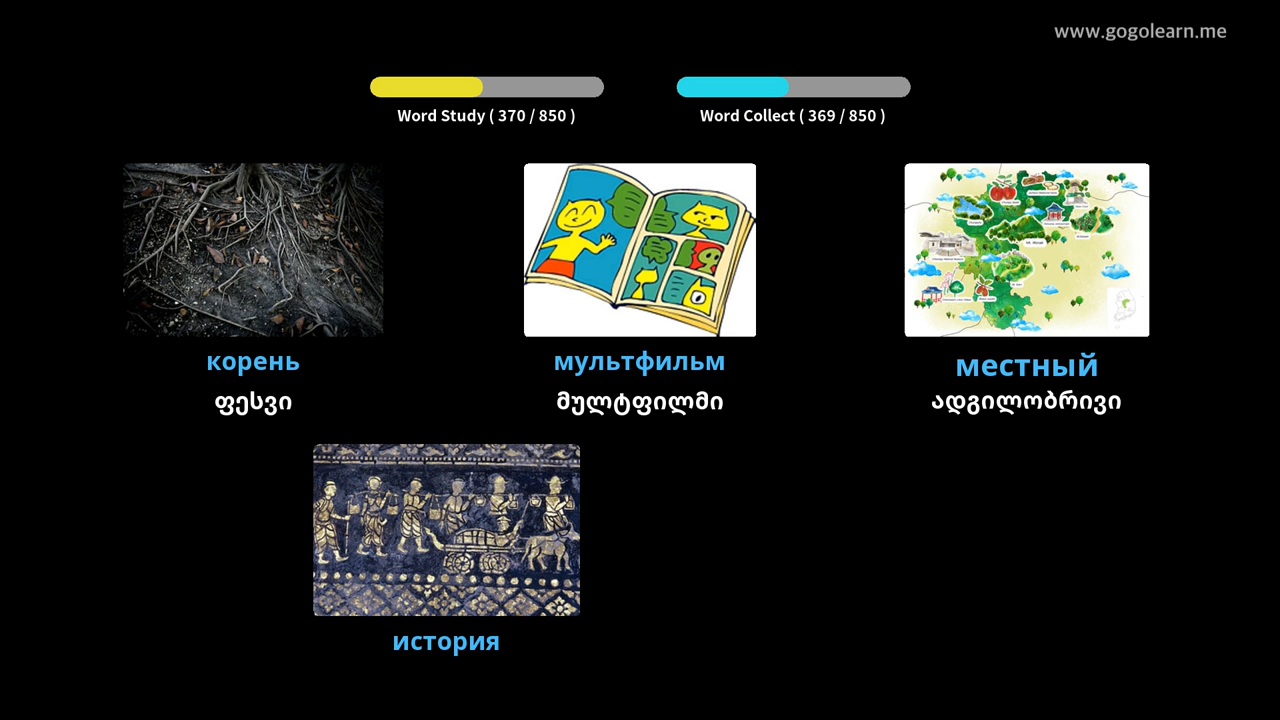 www.gogolearn.me
Word Study ( 370 / 850 )
Word Collect ( 369 / 850 )
корень
ფესვი
мультфильм
მულტფილმი
местный
ადგილობრივი
история